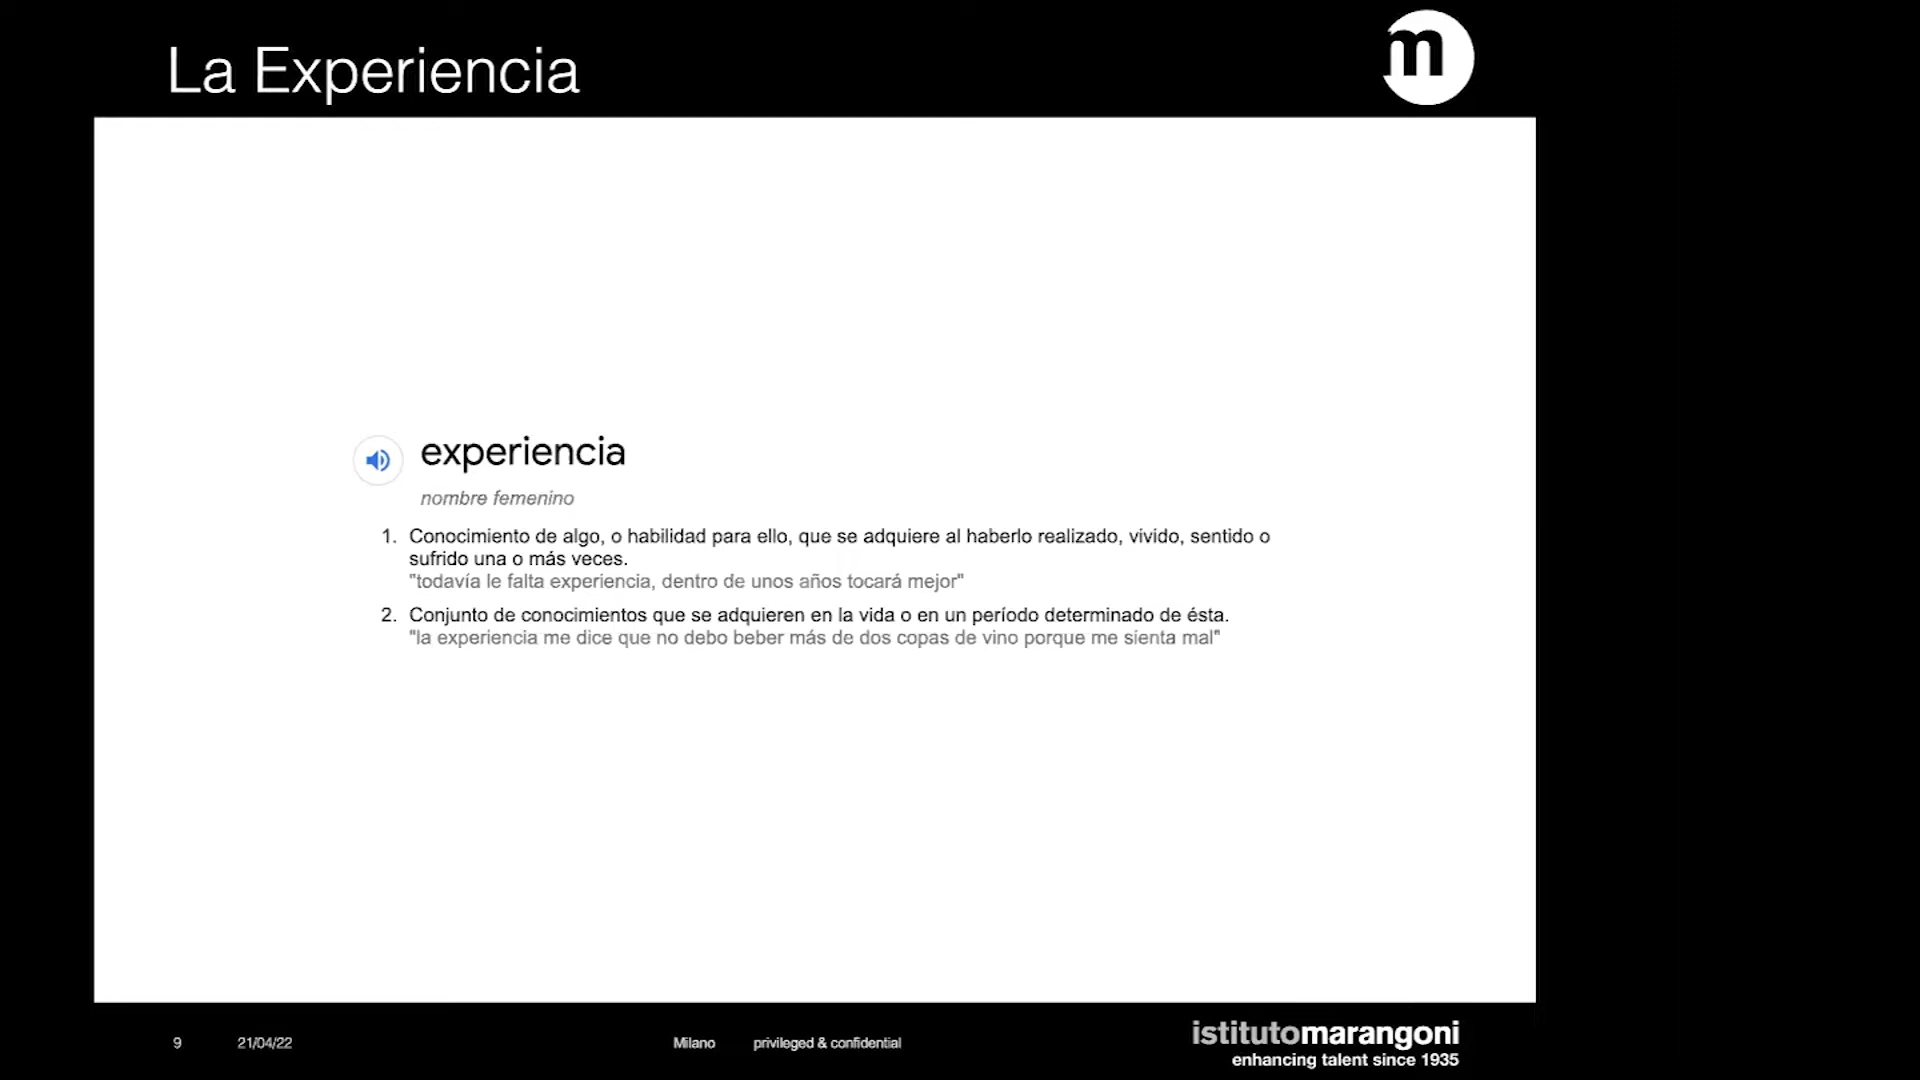 La Experiencia
m
experiencia
nombre femenino
1. Conocimiento de algo, o habilidad para ello, que se adquiere al haberlo realizado, vivido, sentido o
sufrido una o más veces.
"todavía le falta experiencia, dentro de unos años tocará mejor"
2. Conjunto de conocimientos que se adquieren en la vida o en un período determinado de ésta.
"la experiencia me dice que no debo beber más de dos copas de vino porque me sienta mal"
9 21/04/22 Milano privileged & confidential
istitutomarangoni
enhancing talent since 1935